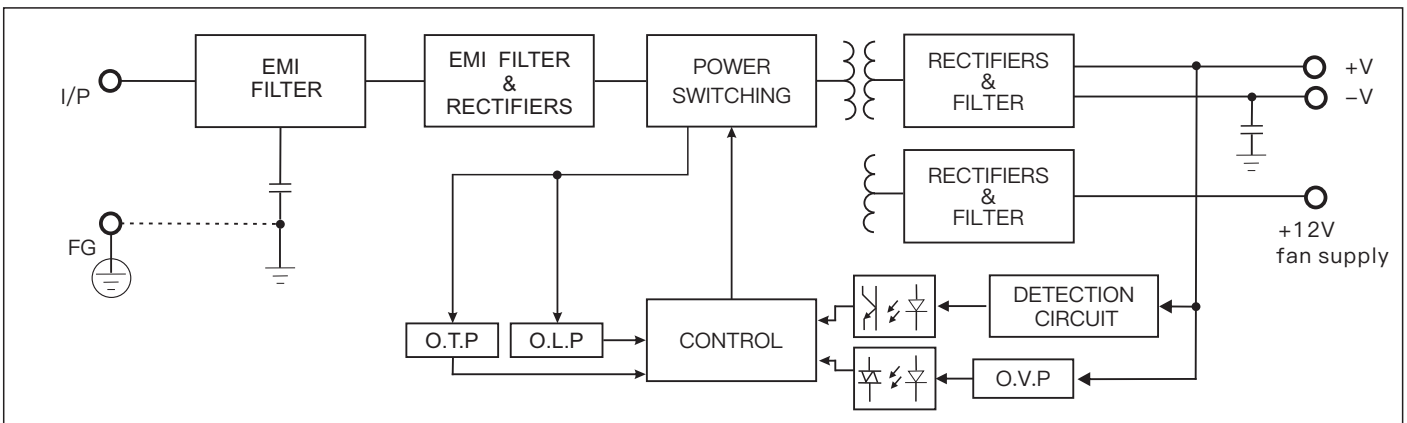 I/P
EMI
FILTER
EMI FILTER
&
RECTIFIERS
POWER
SWITCHING
RECTIFIERS
&
FILTER
+V
−V
RECTIFIERS
&
FILTER
+12V
fan supply
FG
O.T.P
O.L.P
CONTROL
DETECTION
CIRCUIT
O.V.P